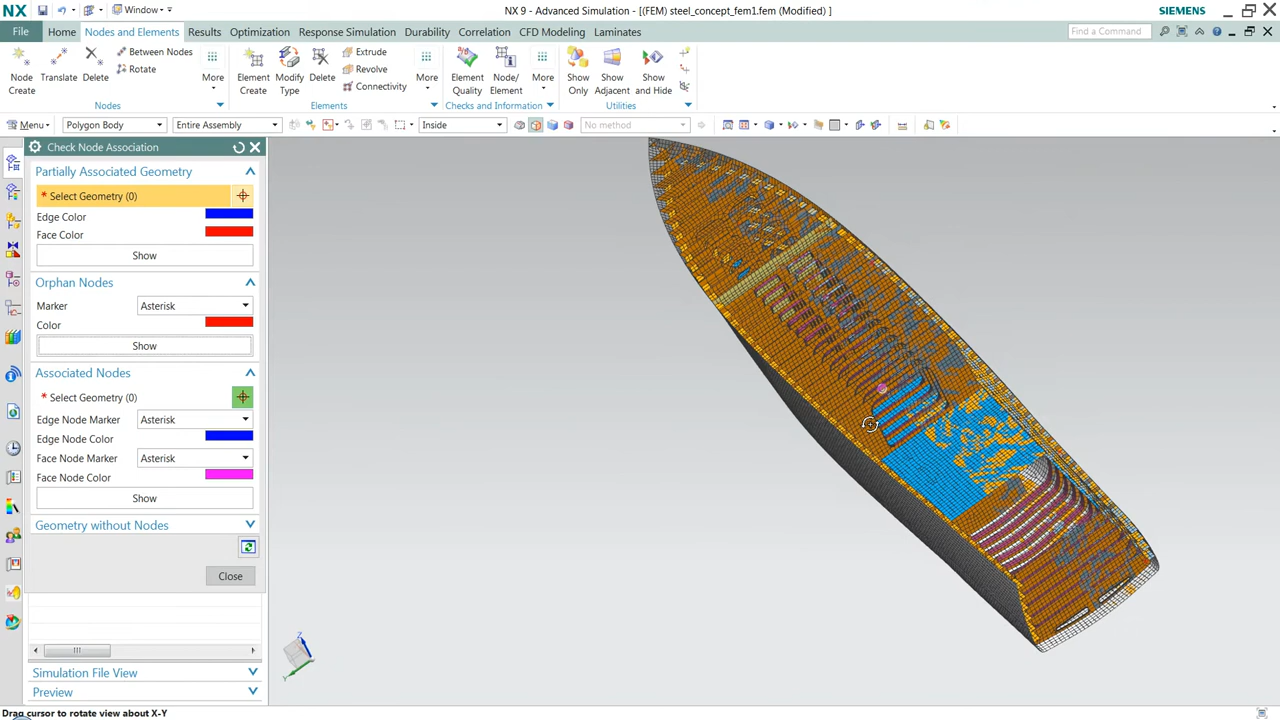 NX Window NX 9 - Advanced Simulation - [(FEM) steel_concept_fem1.fem (Modified) ] SIEMENS
File Home Nodes and Elements Results Optimization Response Simulation Durability Correlation CFD Modeling Laminates Find a Command
Node Create Translate Delete Between Nodes Rotate More Element Create Modify Type Delete Extrude Revolve Connectivity More Element Quality Node/Element More Show Only Show Adjacent Show and Hide
Nodes Elements Checks and Information Utilities
Menu Polygon Body Entire Assembly Inside No method
Check Node Association
Partially Associated Geometry
* Select Geometry (0)
Edge Color
Face Color
Show
Orphan Nodes
Marker Asterisk
Color
Show
Associated Nodes
* Select Geometry (0)
Edge Node Marker Asterisk
Edge Node Color
Face Node Marker Asterisk
Face Node Color
Show
Geometry without Nodes
Close
Z
Y
Simulation File View
Preview
Drag cursor to rotate view about X-Y